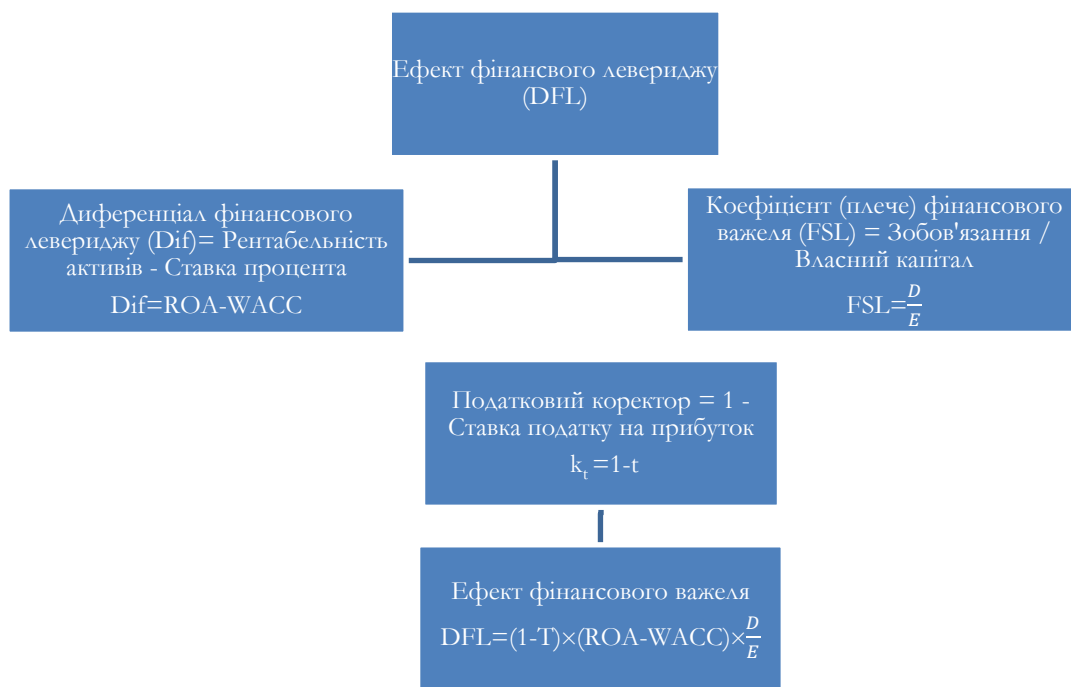 Ефект фінансвого левериджу
(DFL)
Диференціал фінансового
левериджу (Dif)= Рентабельність
активів - Ставка процента
Dif=ROA-WACC
Коефіцієнт (плече) фінансового
важеля (FSL) = Зобов'язання /
Власний капітал
FSL=D/E
Податковий коректор = 1 -
Ставка податку на прибуток
kₜ =1-t
Ефект фінансового важеля
DFL=(1-T)×(ROA-WACC)×D/E